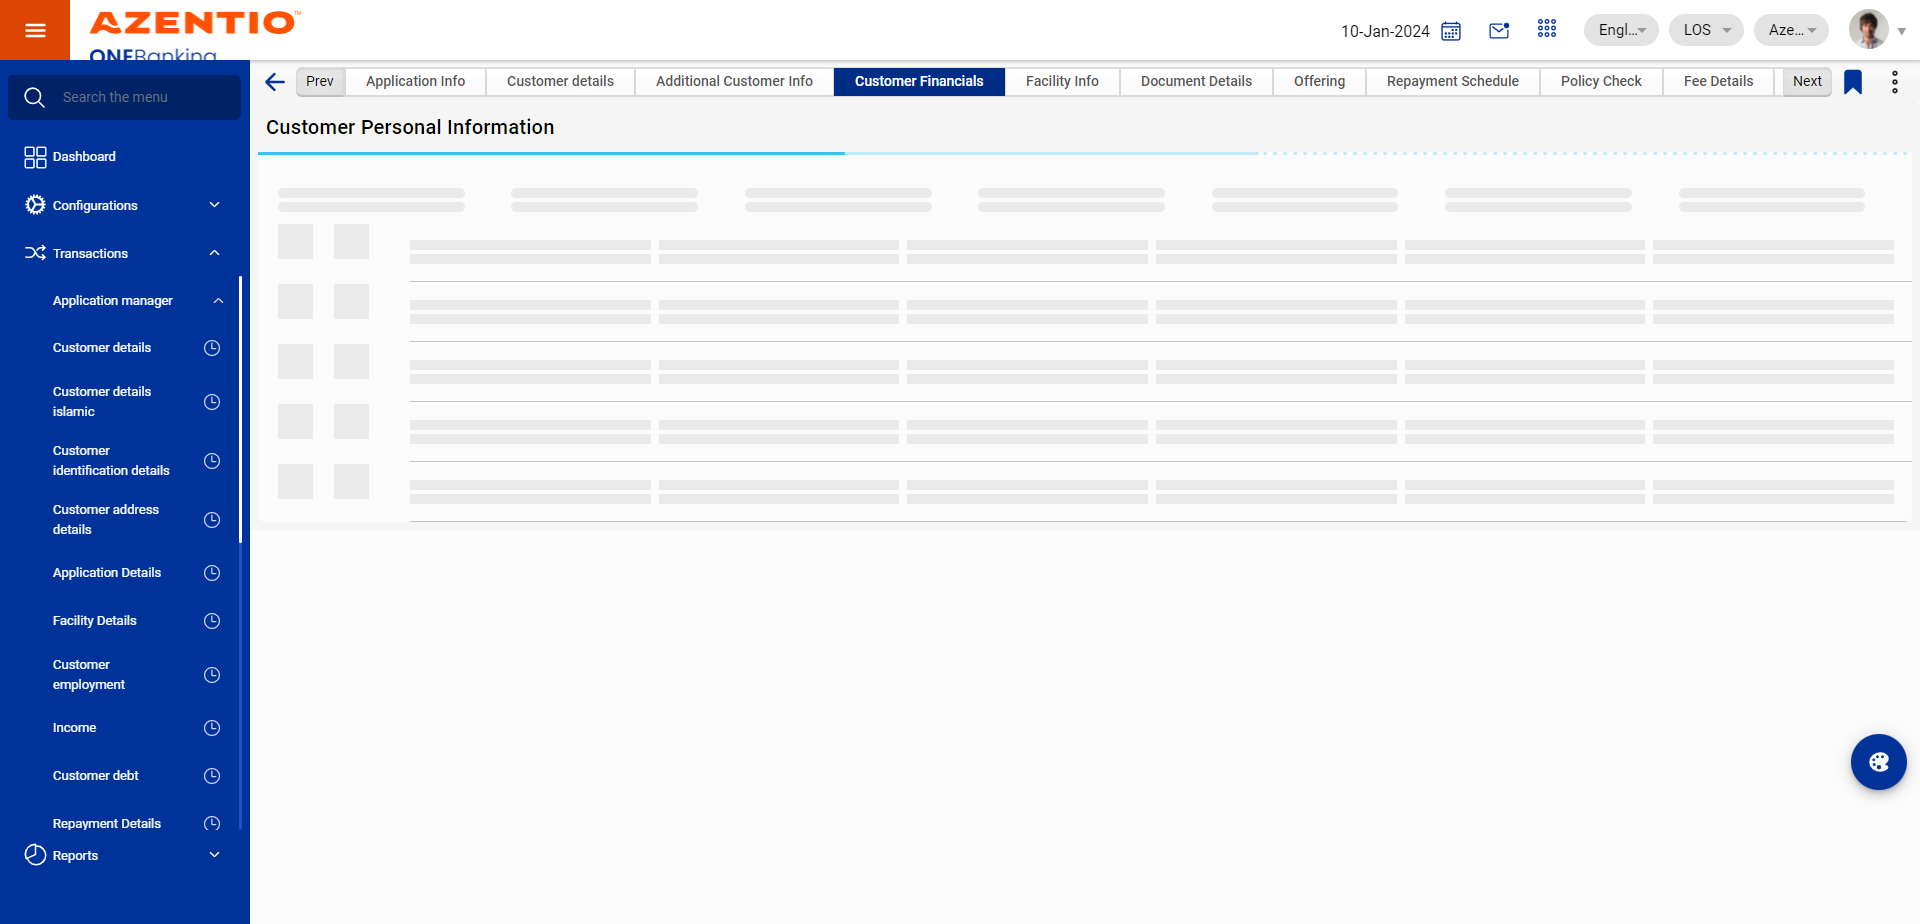 AZENTIO™
ONEBanking
10-Jan-2024
Engl...
LOS
Aze...
Search the menu
Dashboard
Configurations
Transactions
Application manager
Customer details
Customer details
islamic
Customer
identification details
Customer address
details
Application Details
Facility Details
Customer
employment
Income
Customer debt
Repayment Details
Reports
Prev
Application Info
Customer details
Additional Customer Info
Customer Financials
Facility Info
Document Details
Offering
Repayment Schedule
Policy Check
Fee Details
Next
Customer Personal Information